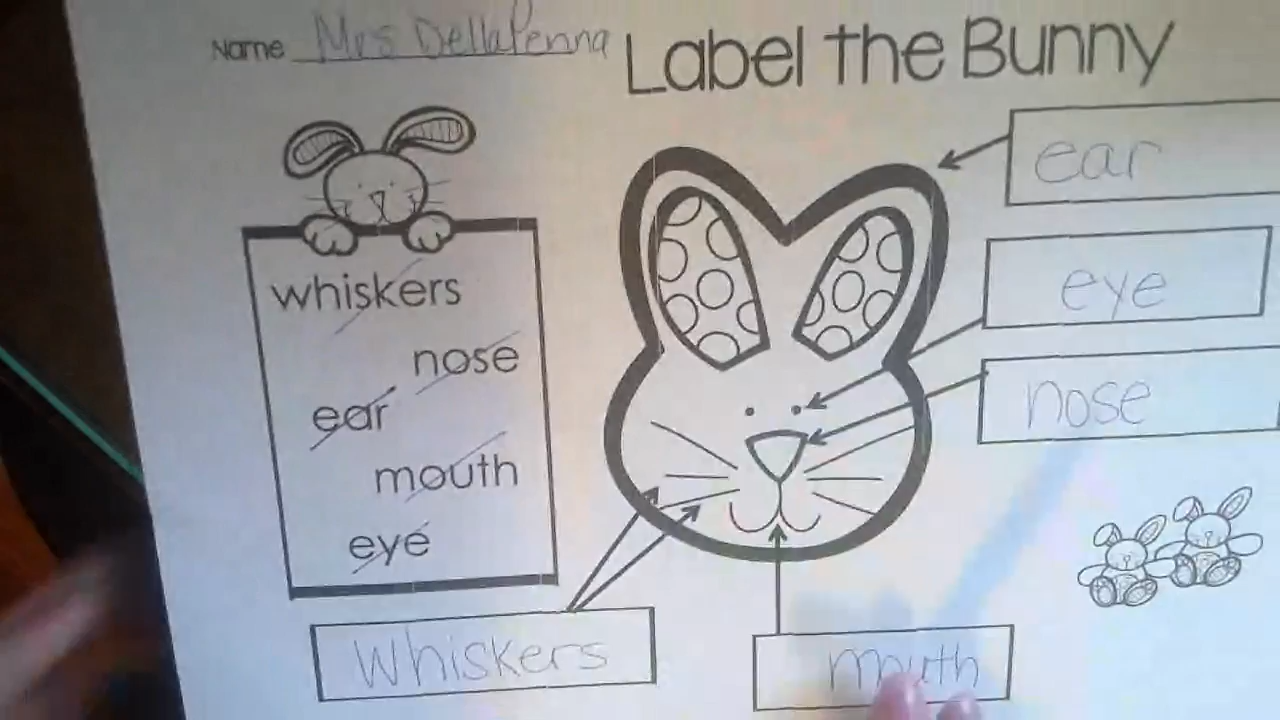 Name Mrs DellaPenna
Label the Bunny
whiskers
nose
ear
mouth
eye
ear
eye
nose
Whiskers
mouth